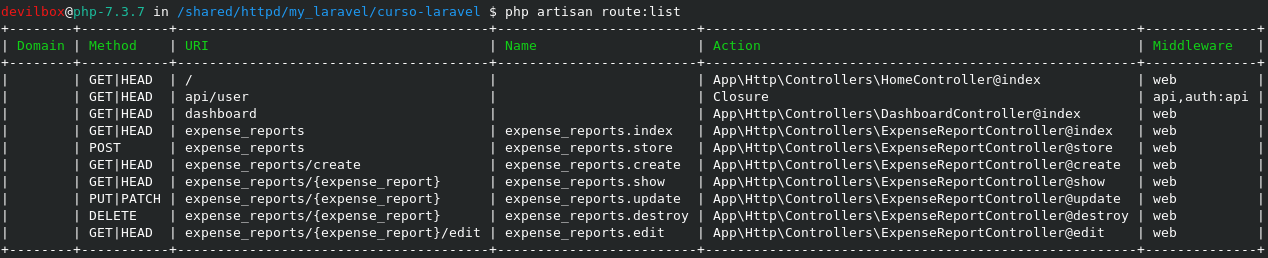 devilbox@php-7.3.7 in /shared/httpd/my_laravel/curso-laravel $ php artisan route:list
+--------+-----------+---------------------------------------+-------------------------+------------------------------------------------------+--------------+
| Domain | Method    | URI                                   | Name                    | Action                                               | Middleware   |
+--------+-----------+---------------------------------------+-------------------------+------------------------------------------------------+--------------+
|        | GET|HEAD  | /                                     |                         | App\Http\Controllers\HomeController@index            | web          |
|        | GET|HEAD  | api/user                              |                         | Closure                                              | api,auth:api |
|        | GET|HEAD  | dashboard                             |                         | App\Http\Controllers\DashboardController@index       | web          |
|        | GET|HEAD  | expense_reports                       | expense_reports.index   | App\Http\Controllers\ExpenseReportController@index   | web          |
|        | POST      | expense_reports                       | expense_reports.store   | App\Http\Controllers\ExpenseReportController@store   | web          |
|        | GET|HEAD  | expense_reports/create                | expense_reports.create  | App\Http\Controllers\ExpenseReportController@create  | web          |
|        | GET|HEAD  | expense_reports/{expense_report}      | expense_reports.show    | App\Http\Controllers\ExpenseReportController@show    | web          |
|        | PUT|PATCH | expense_reports/{expense_report}      | expense_reports.update  | App\Http\Controllers\ExpenseReportController@update  | web          |
|        | DELETE    | expense_reports/{expense_report}      | expense_reports.destroy | App\Http\Controllers\ExpenseReportController@destroy | web          |
|        | GET|HEAD  | expense_reports/{expense_report}/edit | expense_reports.edit    | App\Http\Controllers\ExpenseReportController@edit    | web          |
+--------+-----------+---------------------------------------+-------------------------+------------------------------------------------------+--------------+